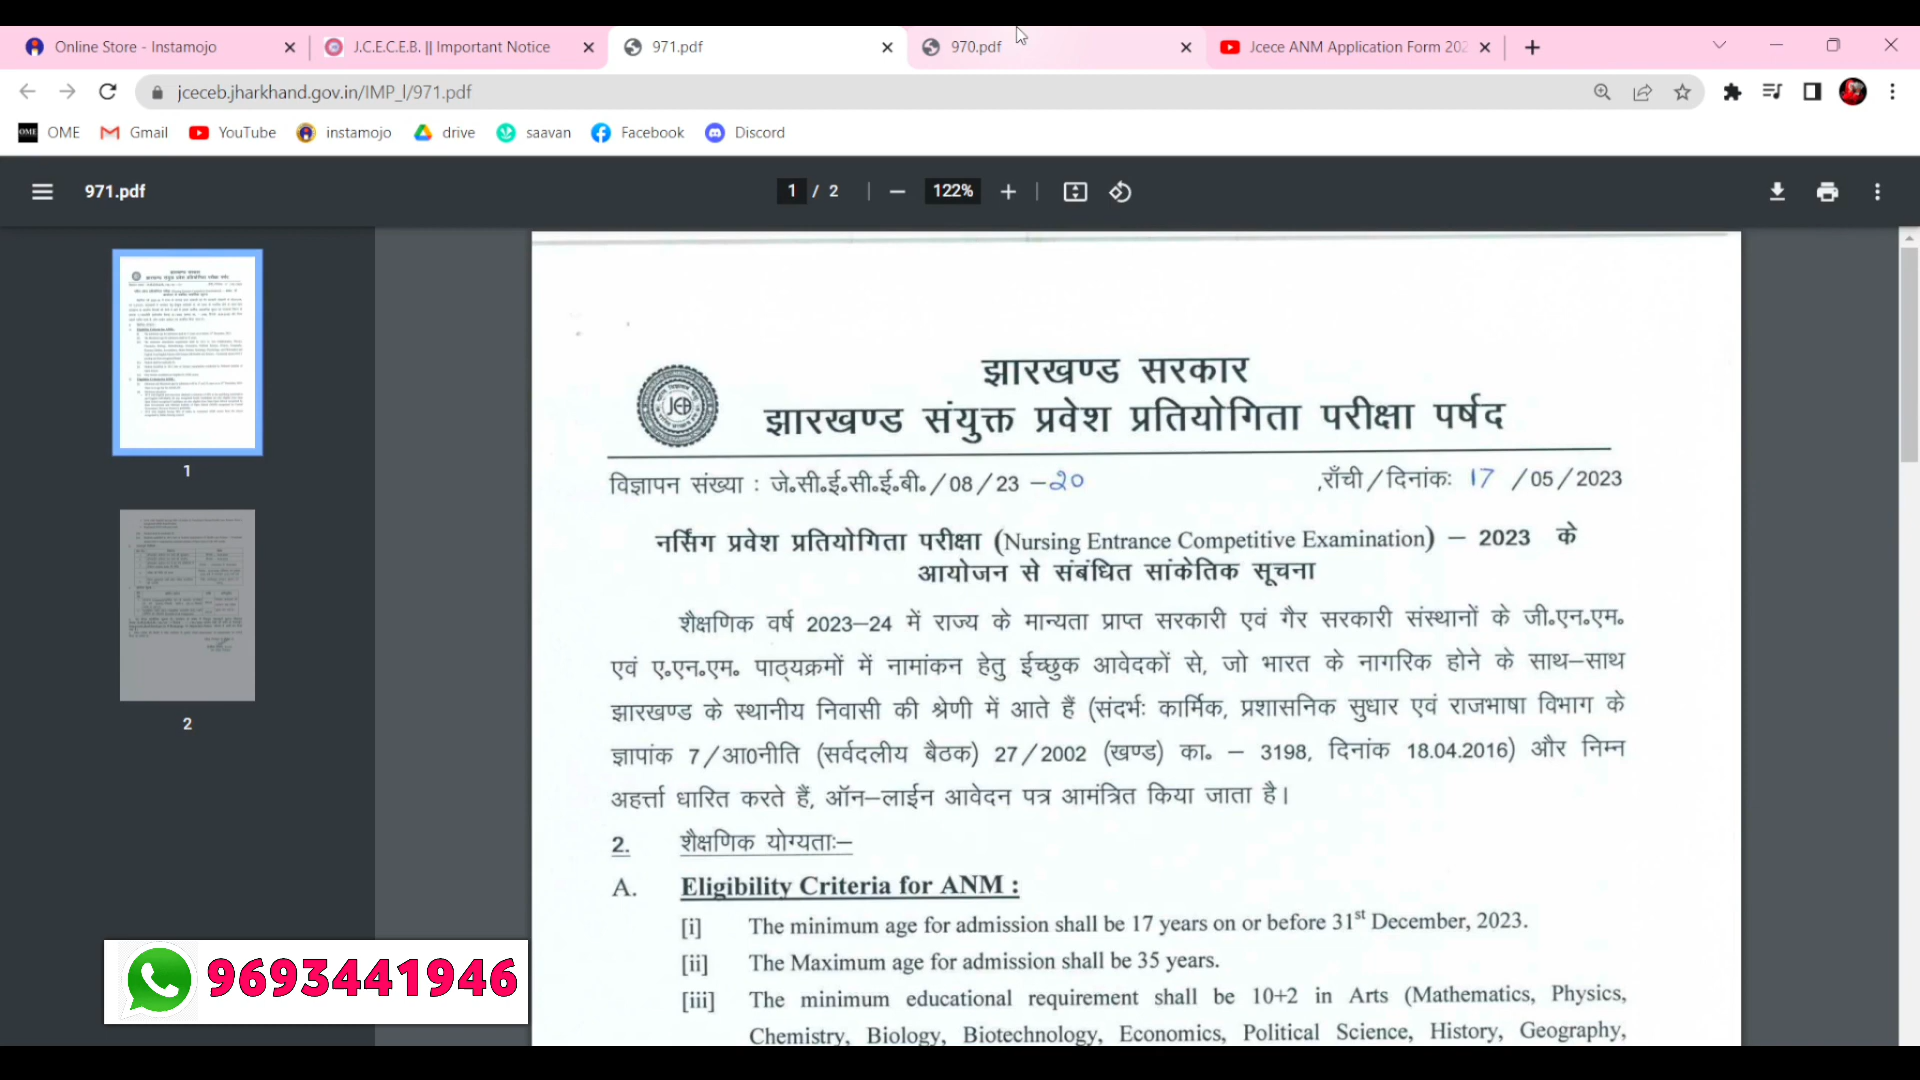 Online Store - Instamojo
J.C.E.C.E.B. || Important Notice
971.pdf
970.pdf
Jcece ANM Application Form 202
jceceb.jharkhand.gov.in/IMP_l/971.pdf
OME OME
Gmail
YouTube
instamojo
drive
saavan
Facebook
Discord
971.pdf
1 / 2
122%
1
2
झारखण्ड सरकार
JCEB
झारखण्ड संयुक्त प्रवेश प्रतियोगिता परीक्षा पर्षद
विज्ञापन संख्या : जे॰सी॰ई॰सी॰ई॰बी॰/08/23 –20
राँची/दिनांकः 17 /05/2023
नर्सिंग प्रवेश प्रतियोगिता परीक्षा (Nursing Entrance Competitive Examination) – 2023 के
आयोजन से संबंधित सांकेतिक सूचना
शैक्षणिक वर्ष 2023–24 में राज्य के मान्यता प्राप्त सरकारी एवं गैर सरकारी संस्थानों के जी॰एन॰एम॰
एवं ए॰एन॰एम॰ पाठ्यक्रमों में नामांकन हेतु ईच्छुक आवेदकों से, जो भारत के नागरिक होने के साथ–साथ
झारखण्ड के स्थानीय निवासी की श्रेणी में आते हैं (संदर्भः कार्मिक, प्रशासनिक सुधार एवं राजभाषा विभाग के
ज्ञापांक 7/आ0नीति (सर्वदलीय बैठक) 27/2002 (खण्ड) का॰ – 3198, दिनांक 18.04.2016) और निम्न
अहर्त्ता धारित करते हैं, ऑन–लाईन आवेदन पत्र आमंत्रित किया जाता है।
2. शैक्षणिक योग्यताः–
A. Eligibility Criteria for ANM :
[i] The minimum age for admission shall be 17 years on or before 31st December, 2023.
[ii] The Maximum age for admission shall be 35 years.
[iii] The minimum educational requirement shall be 10+2 in Arts (Mathematics, Physics,
Chemistry, Biology, Biotechnology, Economics, Political Science, History, Geography,
9693441946